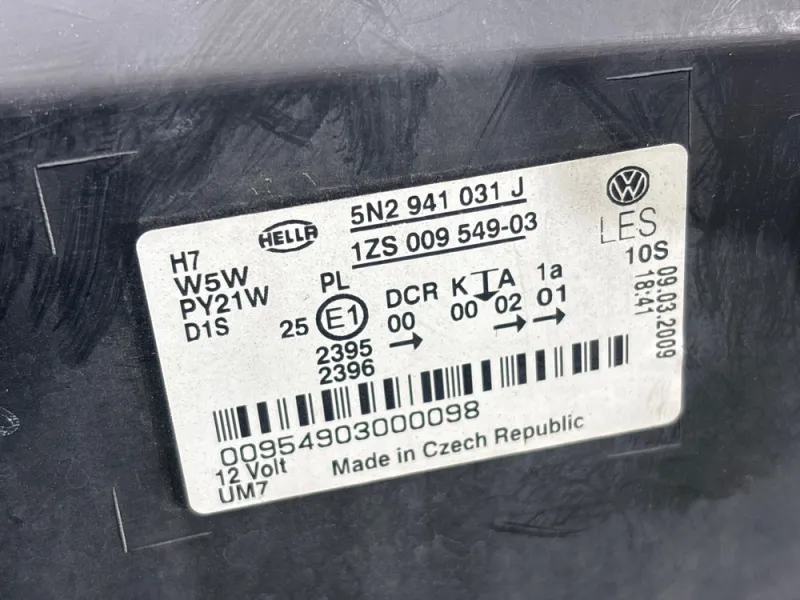 H7
W5W
PY21W
D1S
HELLA
5N2 941 031 J
1ZS 009 549-03
VW
LES
10S
09.03.2009
18:41
PL
25 E1
2395
2396
DCR
00
K
00
A
02
1a
01
00954903000098
12 Volt
UM7
Made in Czech Republic